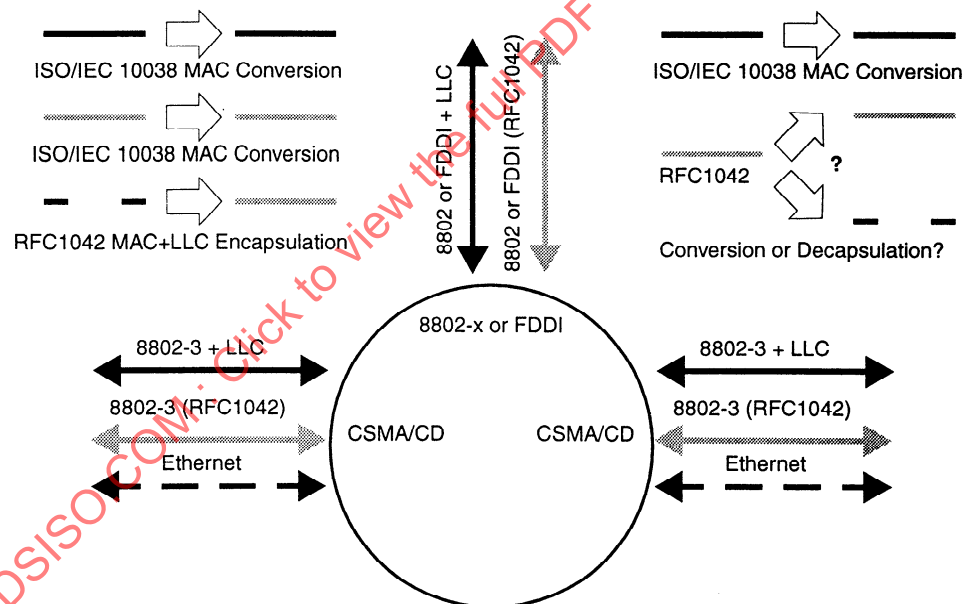 ISO/IEC 10038 MAC Conversion
ISO/IEC 10038 MAC Conversion
RFC1042 MAC+LLC Encapsulation
8802 or FDDI + LLC
8802 or FDDI (RFC1042)
ISO/IEC 10038 MAC Conversion
RFC1042
?
Conversion or Decapsulation?
8802-x or FDDI
8802-3 + LLC
8802-3 (RFC1042)
Ethernet
CSMA/CD
CSMA/CD
8802-3 + LLC
8802-3 (RFC1042)
Ethernet
DSISO.COM : Click to view the full PDF